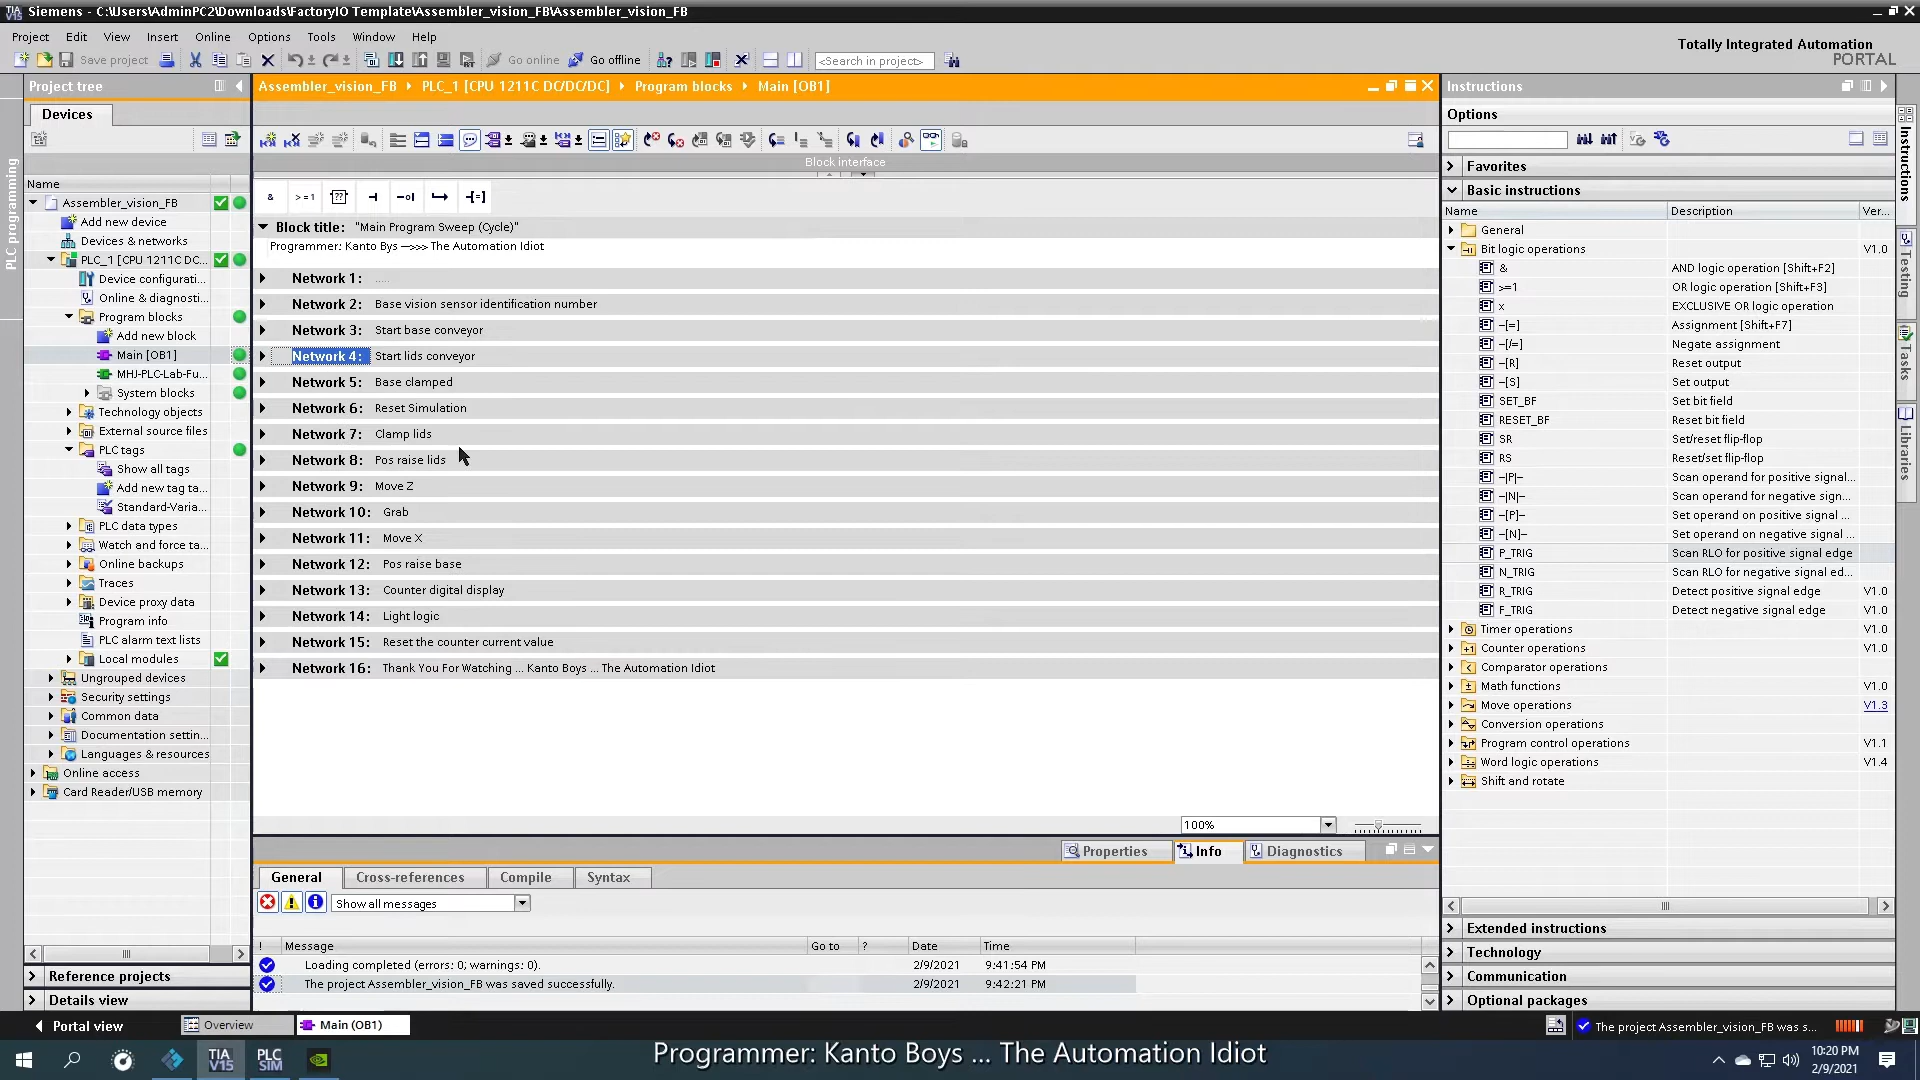 Siemens - C:\Users\AdminPC2\Downloads\FactoryIO Template\Assembler_vision_FB\Assembler_vision_FB
Project Edit View Insert Online Options Tools Window Help
Totally Integrated Automation
PORTAL
Save project
Go online
Go offline
<Search in project>
Project tree
Devices
Name
Assembler_vision_FB
Add new device
Devices & networks
PLC_1 [CPU 1211C DC...
Device configurati...
Online & diagnosti...
Program blocks
Add new block
Main [OB1]
MHJ-PLC-Lab-Fu...
System blocks
Technology objects
External source files
PLC tags
Show all tags
Add new tag ta...
Standard-Varia...
PLC data types
Watch and force ta...
Online backups
Traces
Device proxy data
Program info
PLC alarm text lists
Local modules
Ungrouped devices
Security settings
Common data
Documentation settin...
Languages & resources
Online access
Card Reader/USB memory
Reference projects
Details view
PLC programming
Assembler_vision_FB PLC_1 [CPU 1211C DC/DC/DC] Program blocks Main [OB1]
Block interface
& >=1 ??
Block title: "Main Program Sweep (Cycle)"
Programmer: Kanto Bys —>>> The Automation Idiot
Network 1: .....
Network 2: Base vision sensor identification number
Network 3: Start base conveyor
Network 4: Start lids conveyor
Network 5: Base clamped
Network 6: Reset Simulation
Network 7: Clamp lids
Network 8: Pos raise lids
Network 9: Move Z
Network 10: Grab
Network 11: Move X
Network 12: Pos raise base
Network 13: Counter digital display
Network 14: Light logic
Network 15: Reset the counter current value
Network 16: Thank You For Watching ... Kanto Boys ... The Automation Idiot
100%
Properties Info Diagnostics
General Cross-references Compile Syntax
Show all messages
! Message Go to ? Date Time
Loading completed (errors: 0; warnings: 0). 2/9/2021 9:41:54 PM
The project Assembler_vision_FB was saved successfully. 2/9/2021 9:42:21 PM
Instructions
Options
Favorites
Basic instructions
Name Description Ver...
General
Bit logic operations V1.0
& AND logic operation [Shift+F2]
>=1 OR logic operation [Shift+F3]
x EXCLUSIVE OR logic operation
–[=] Assignment [Shift+F7]
–[/=] Negate assignment
–[R] Reset output
–[S] Set output
SET_BF Set bit field
RESET_BF Reset bit field
SR Set/reset flip-flop
RS Reset/set flip-flop
–|P|– Scan operand for positive signal...
–|N|– Scan operand for negative sign...
–[P]– Set operand on positive signal ...
–[N]– Set operand on negative signal ...
P_TRIG Scan RLO for positive signal edge
N_TRIG Scan RLO for negative signal ed...
R_TRIG Detect positive signal edge V1.0
F_TRIG Detect negative signal edge V1.0
Timer operations V1.0
Counter operations V1.0
Comparator operations
Math functions V1.0
Move operations V1.3
Conversion operations
Program control operations V1.1
Word logic operations V1.4
Shift and rotate
Extended instructions
Technology
Communication
Optional packages
Instructions
Testing
Tasks
Libraries
Portal view Overview Main (OB1)
The project Assembler_vision_FB was s...
TIA V15
PLC SIM
Programmer: Kanto Boys ... The Automation Idiot
10:20 PM
2/9/2021